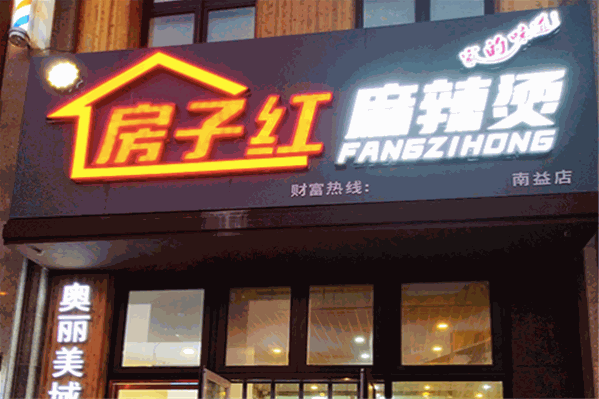 家的味道
房子红
麻辣烫
FANGZIHONG
财富热线:
南益店
奥丽美域